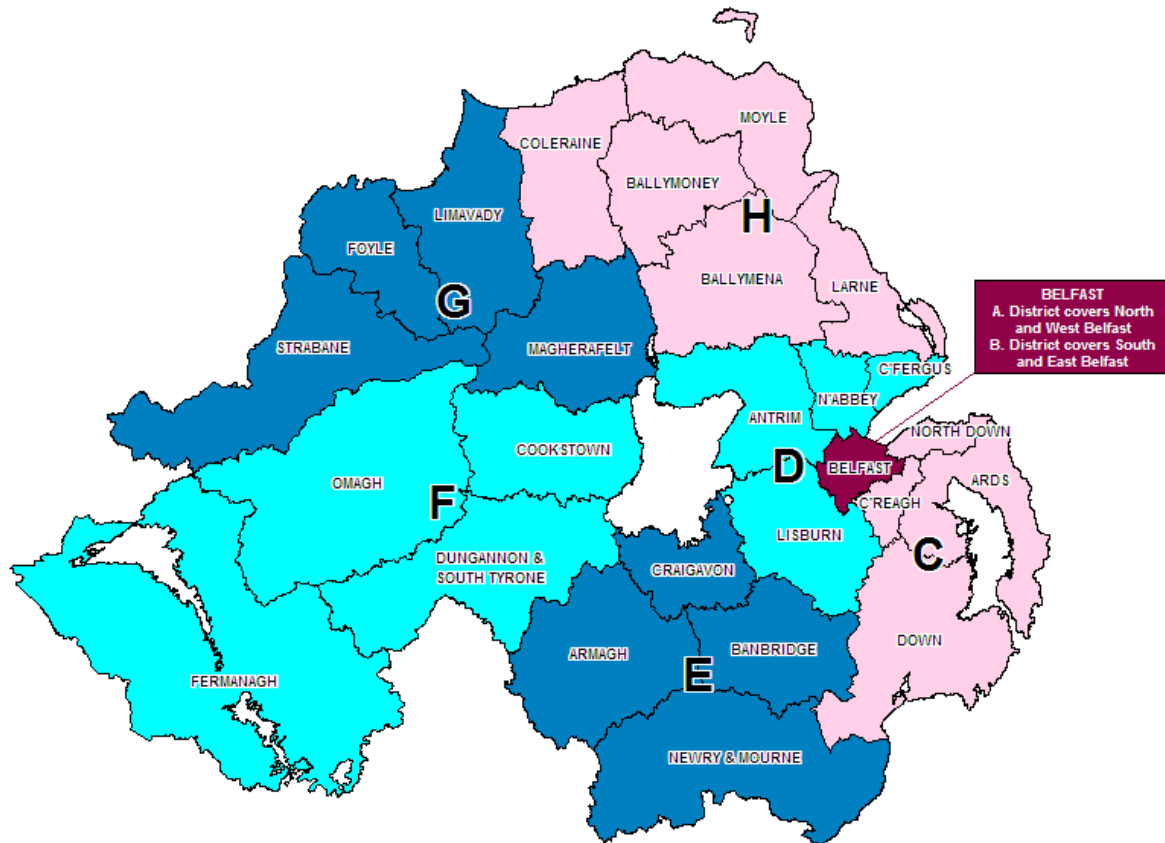 MOYLE
COLERAINE
BALLYMONEY
LIMAVADY
H
FOYLE
BALLYMENA
LARNE
G
BELFAST
A. District covers North
and West Belfast
B. District covers South
and East Belfast
STRABANE
MAGHERAFELT
C'FERGUS
N'ABBEY
ANTRIM
NORTH DOWN
COOKSTOWN
D
BELFAST
ARDS
OMAGH
F
C'REAGH
LISBURN
DUNGANNON &
SOUTH TYRONE
CRAIGAVON
C
ARMAGH
BANBRIDGE
DOWN
E
FERMANAGH
NEWRY & MOURNE